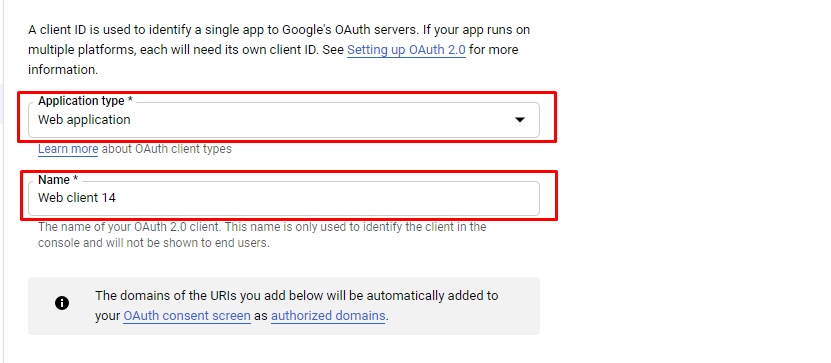 A client ID is used to identify a single app to Google's OAuth servers. If your app runs on
multiple platforms, each will need its own client ID. See Setting up OAuth 2.0 for more
information.
Application type *
Web application
Learn more about OAuth client types
Name *
Web client 14
The name of your OAuth 2.0 client. This name is only used to identify the client in the
console and will not be shown to end users.
The domains of the URIs you add below will be automatically added to
your OAuth consent screen as authorized domains.